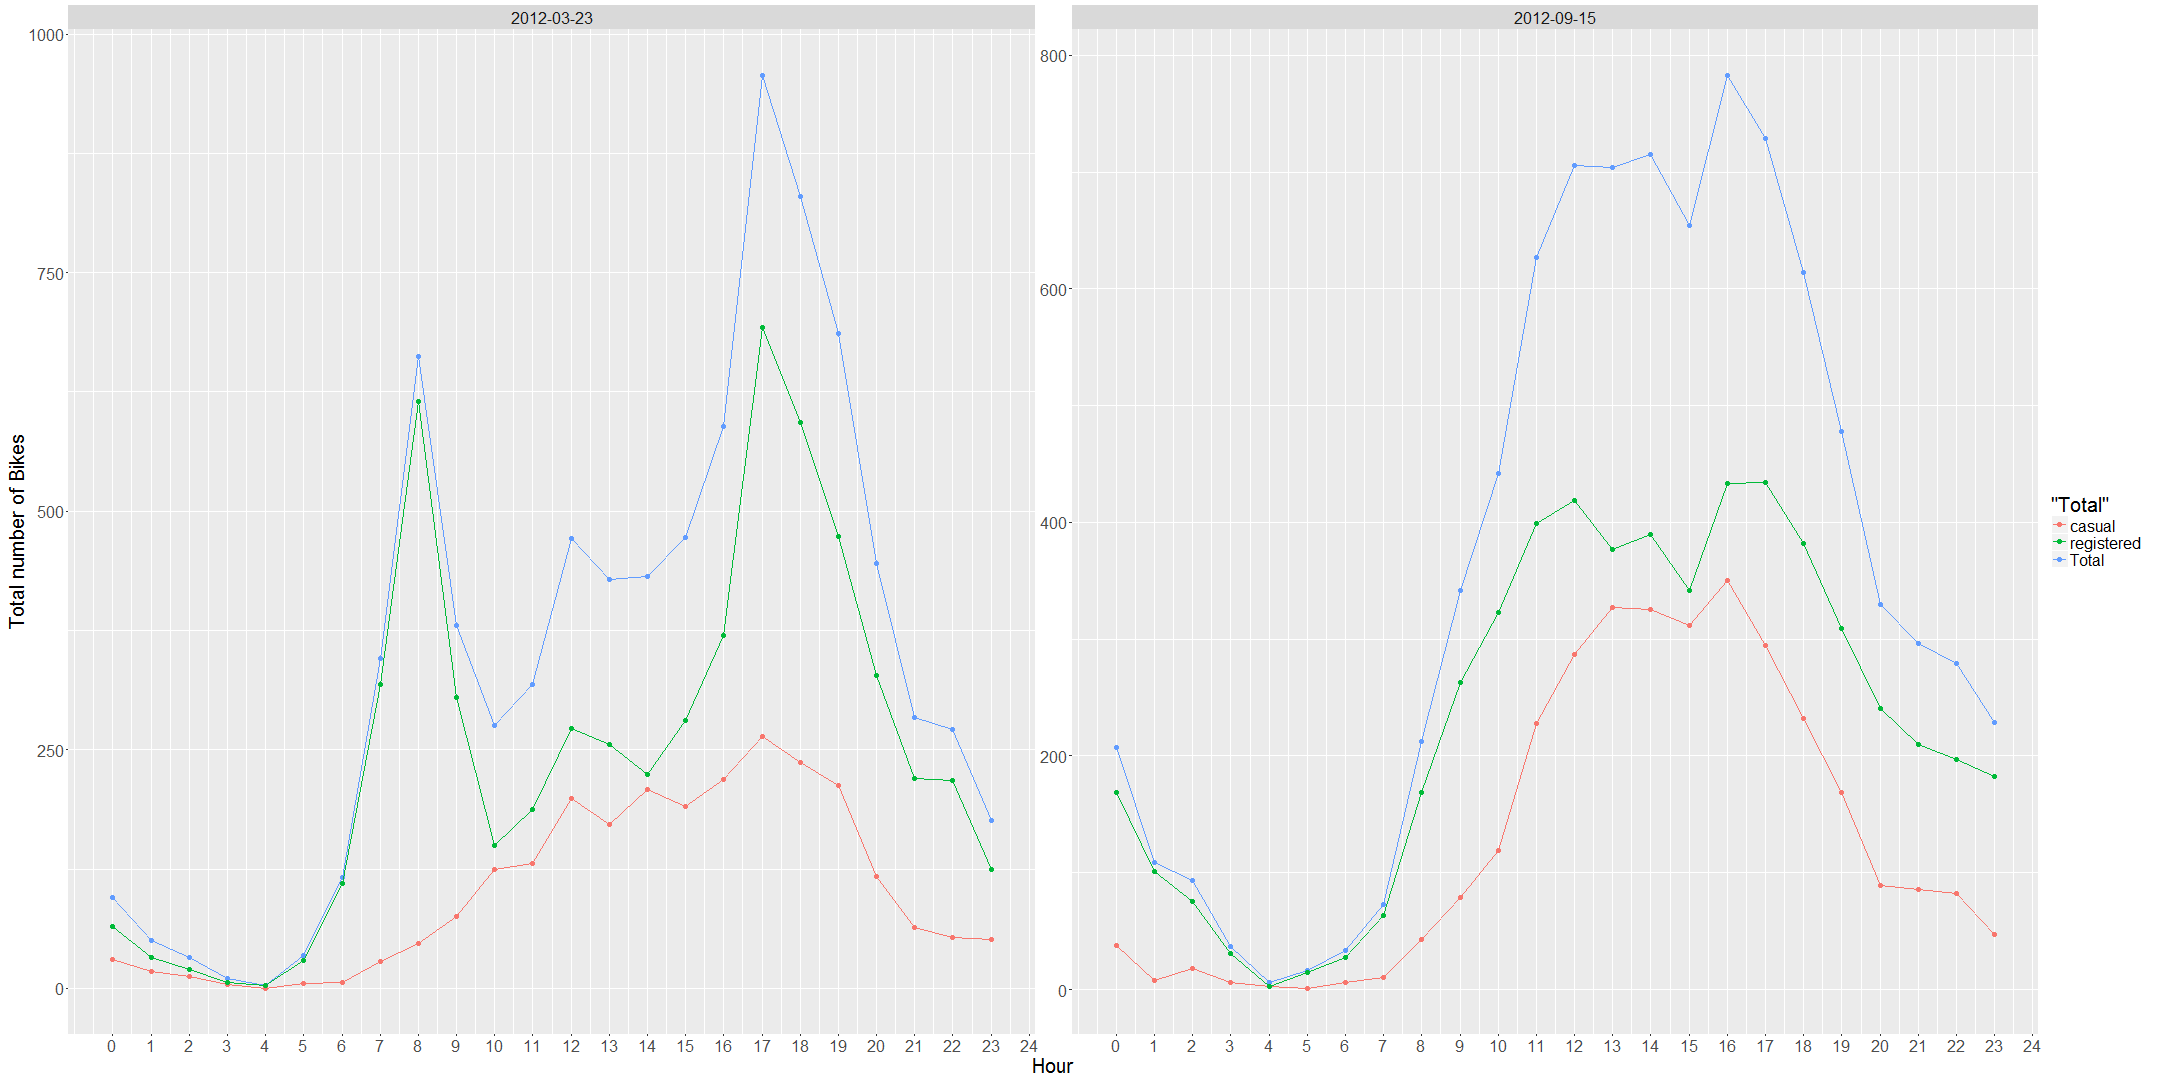 2012-03-23
2012-09-15
Total number of Bikes
1000
750
500
250
0
800
600
400
200
0
0 1 2 3 4 5 6 7 8 9 10 11 12 13 14 15 16 17 18 19 20 21 22 23 24
0 1 2 3 4 5 6 7 8 9 10 11 12 13 14 15 16 17 18 19 20 21 22 23 24
Hour
"Total"
casual
registered
Total